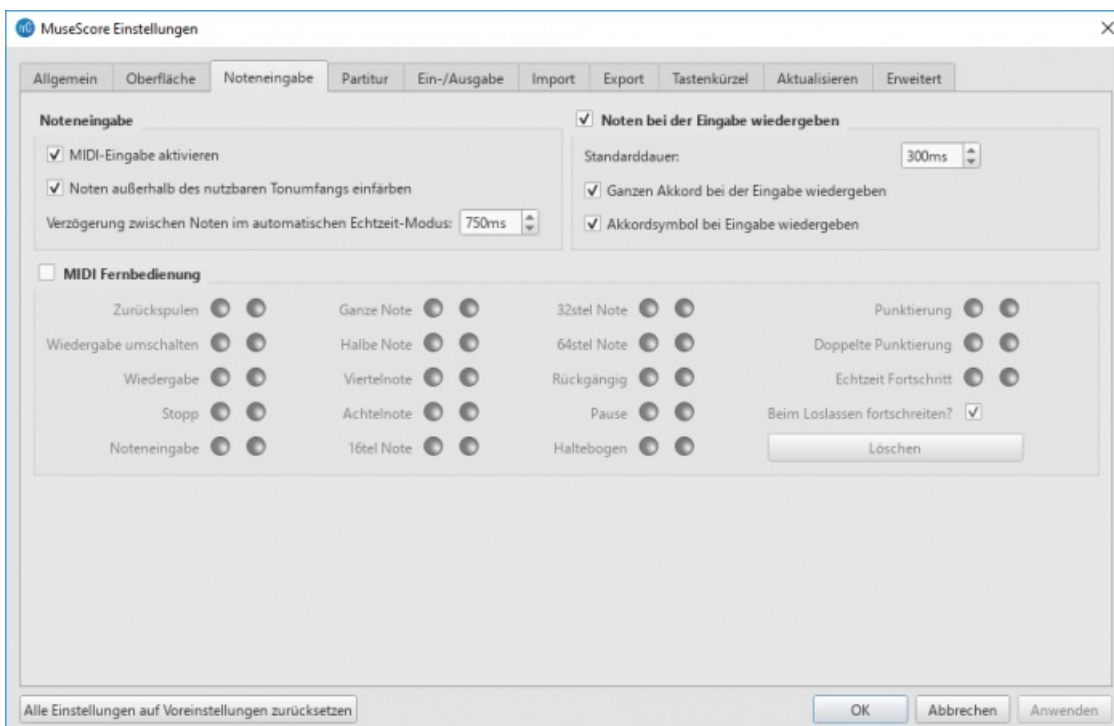 MuseScore Einstellungen
Allgemein Oberfläche Noteneingabe Partitur Ein-/Ausgabe Import Export Tastenkürzel Aktualisieren Erweitert
Noteneingabe
MIDI-Eingabe aktivieren
Noten außerhalb des nutzbaren Tonumfangs einfärben
Verzögerung zwischen Noten im automatischen Echtzeit-Modus: 750ms
Noten bei der Eingabe wiedergeben
Standarddauer: 300ms
Ganzen Akkord bei der Eingabe wiedergeben
Akkordsymbol bei Eingabe wiedergeben
MIDI Fernbedienung
Zurückspulen Ganze Note 32stel Note Punktierung
Wiedergabe umschalten Halbe Note 64stel Note Doppelte Punktierung
Wiedergabe Viertelnote Rückgängig Echtzeit Fortschritt
Stopp Achtelnote Pause Beim Loslassen fortschreiten?
Noteneingabe 16tel Note Haltebogen Löschen
Alle Einstellungen auf Voreinstellungen zurücksetzen OK Abbrechen Anwenden